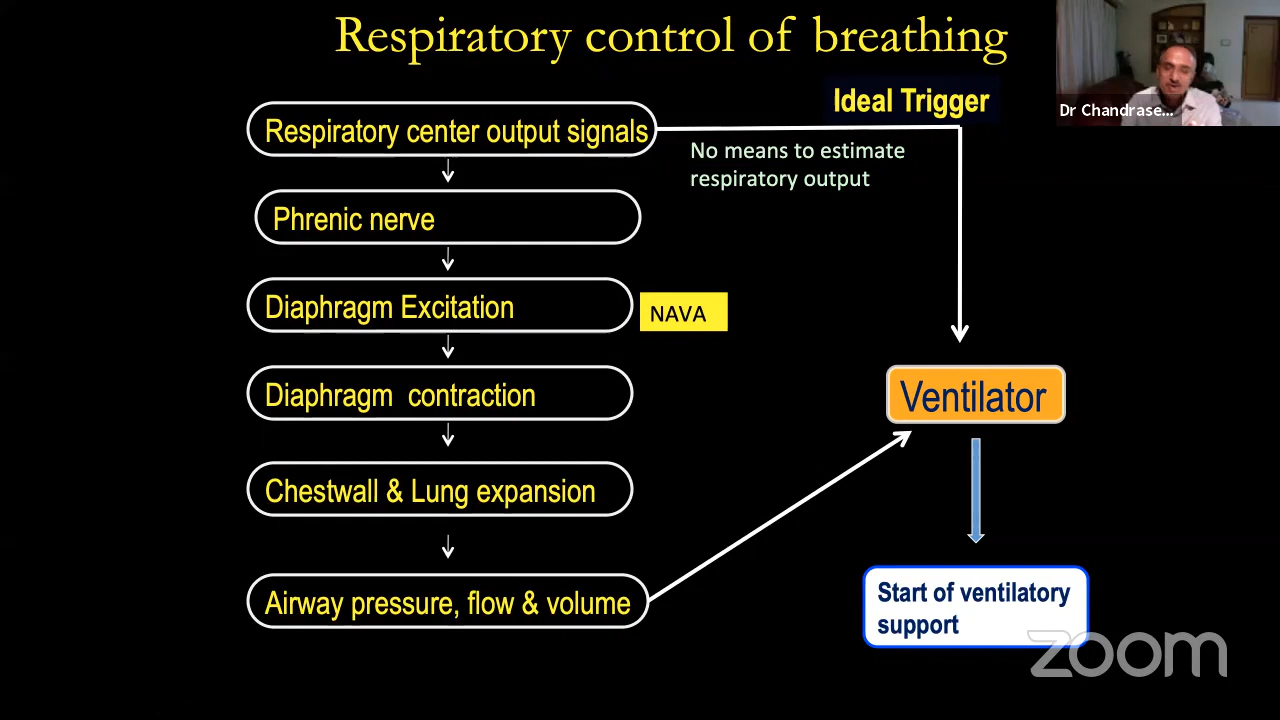 Respiratory control of breathing
Ideal Trigger
Dr Chandrase...
Respiratory center output signals
No means to estimate
respiratory output
Phrenic nerve
Diaphragm Excitation
NAVA
Diaphragm contraction
Ventilator
Chestwall & Lung expansion
Airway pressure, flow & volume
Start of ventilatory
support
zoom